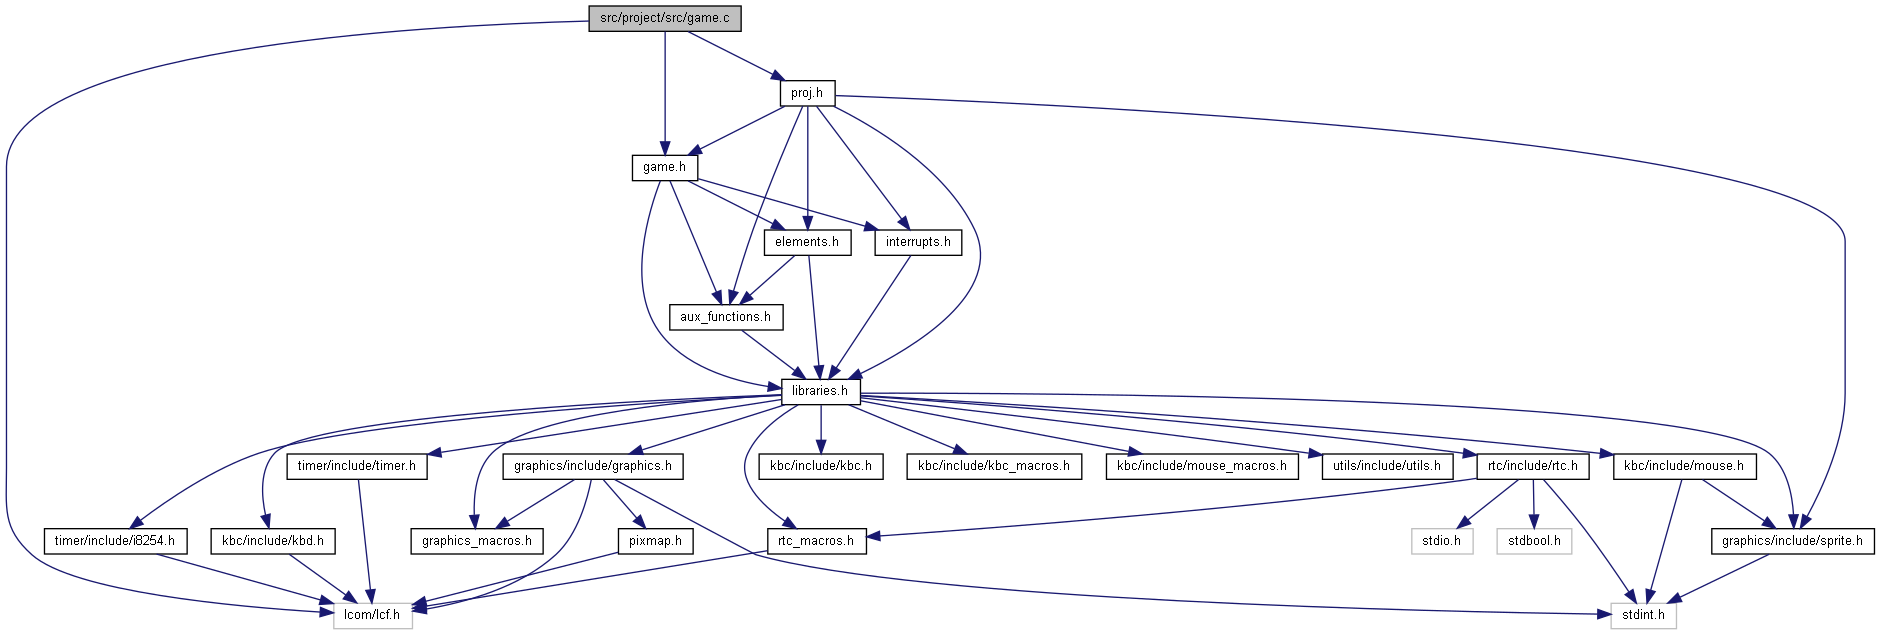 src/project/src/game.c
proj.h
game.h
elements.h
interrupts.h
aux_functions.h
libraries.h
timer/include/timer.h
graphics/include/graphics.h
kbc/include/kbc.h
kbc/include/kbc_macros.h
kbc/include/mouse_macros.h
utils/include/utils.h
rtc/include/rtc.h
kbc/include/mouse.h
timer/include/i8254.h
kbc/include/kbd.h
graphics_macros.h
pixmap.h
rtc_macros.h
stdio.h
stdbool.h
graphics/include/sprite.h
lcom/lcf.h
stdint.h